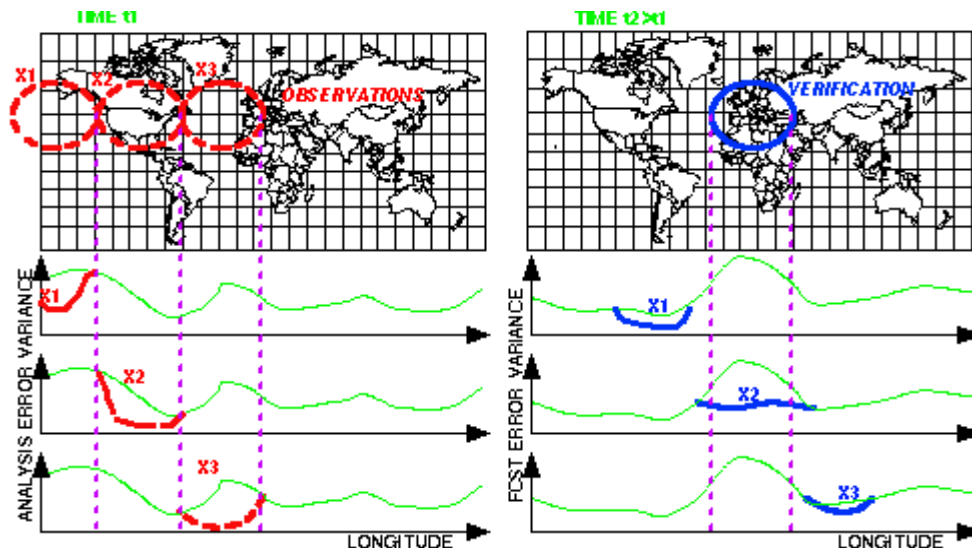 TIME t1
X1
X2
X3
OBSERVATIONS
ANALYSIS ERROR VARIANCE
X1
X2
X3
LONGITUDE
TIME t2>t1
VERIFICATION
FCST ERROR VARIANCE
X1
X2
X3
LONGITUDE